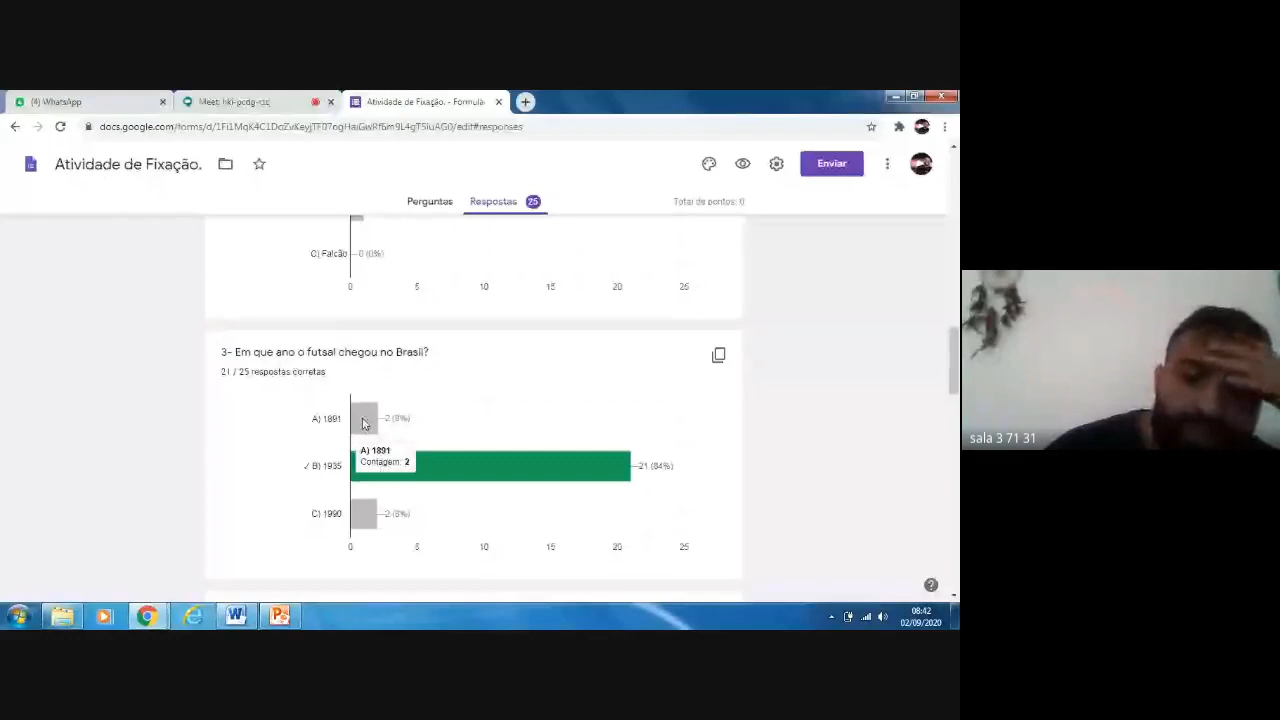 (4) WhatsApp
Atividade de Fixação. - Formulá
Atividade de Fixação.
Enviar
Perguntas
Respostas 25
Total de pontos: 0
C) Falcão
0 (0%)
0 5 10 15 20 25
3- Em que ano o futsal chegou no Brasil?
21 / 25 respostas corretas
A) 1891
2 (8%)
A) 1891
Contagem: 2
✓ B) 1935
21 (84%)
C) 1990
2 (8%)
0 5 10 15 20 25
sala 3 71 31
08:42
02/09/2020